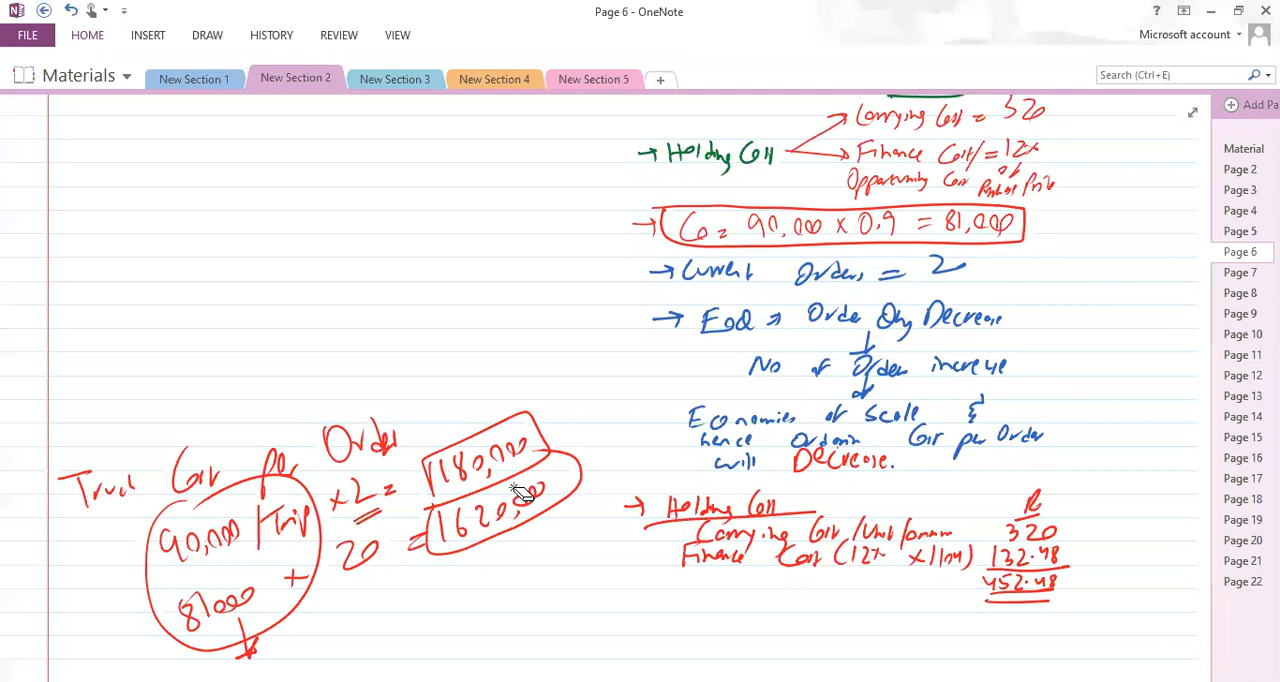 Page 6 - OneNote
FILE HOME INSERT DRAW HISTORY REVIEW VIEW
Microsoft account
Materials New Section 1 New Section 2 New Section 3 New Section 4 New Section 5 +
Search (Ctrl+E)
Add Pa
Material
Page 2
Page 3
Page 4
Page 5
Page 6
Page 7
Page 8
Page 9
Page 10
Page 11
Page 12
Page 13
Page 14
Page 15
Page 16
Page 17
Page 18
Page 19
Page 20
Page 21
Page 22
Carrying Cost = 320
→ Holding Cost
Finance Cost/ = 12%
Opportunity Cost
of
→ Co = 90,000 x 0.9 = 81,000
→ Current Orders = 2
→ EOQ ⇒ Order Qty Decrease
No of Orders increase
Economies of Scale &
hence Ordering Cost per Order
will Decrease.
→ Holding Cost
Carrying Cost/Unit/annum 320
Finance Cost (12% x 1104) 132.48
452.48
Truck Cost per Order
90,000/Trip x 2 = 180,000
81000 + 20 = 1620,000